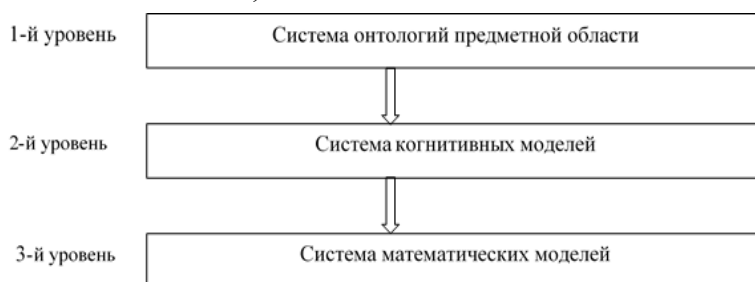 1-й уровень Система онтологий предметной области
2-й уровень Система когнитивных моделей
3-й уровень Система математических моделей